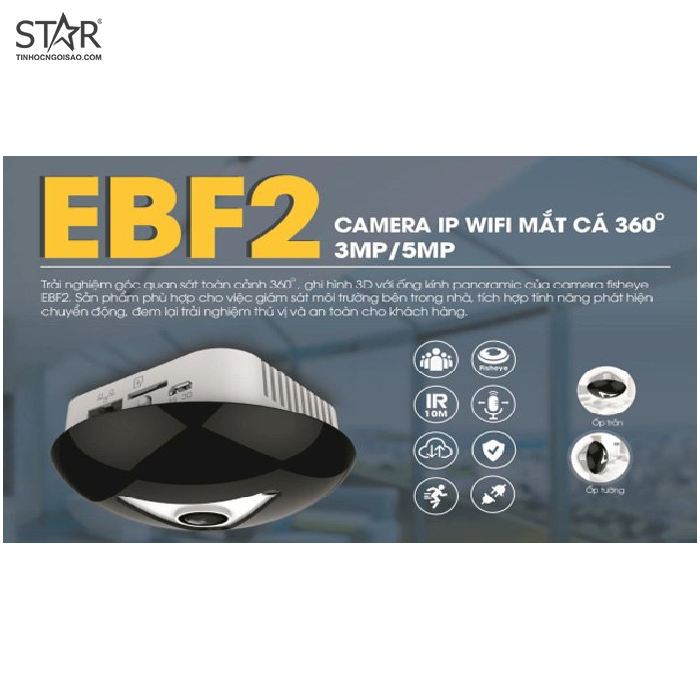 STAR®
TINHOCNGOISAO.COM
EBF2
CAMERA IP WIFI MẮT CÁ 360°
3MP/5MP
Trải nghiệm góc quan sát toàn cảnh 360°, ghi hình 3D với ống kính panoramic của camera fisheye
EBF2. Sản phẩm phù hợp cho việc giám sát môi trường bên trong nhà, tích hợp tính năng phát hiện
chuyển động, đem lại trải nghiệm thú vị và an toàn cho khách hàng.
Fisheye
IR
10M
Ốp trần
Ốp tường